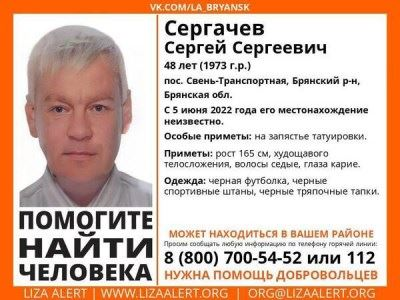 VK.COM/LA_BRYANSK
Сергачев
Сергей Сергеевич
48 лет (1973 г.р.)
пос. Свень-Транспортная, Брянский р-н,
Брянская обл.
С 5 июня 2022 года его местонахождение
неизвестно.
Особые приметы: на запястье татуировки.
Приметы: рост 165 см, худощавого
телосложения, волосы седые, глаза карие.
Одежда: черная футболка, черные
спортивные штаны, черные тряпочные тапки.
ПОМОГИТЕ
НАЙТИ
ЧЕЛОВЕКА
МОЖЕТ НАХОДИТЬСЯ В ВАШЕМ РАЙОНЕ
Просим сообщать любую информацию по телефону горячей линии:
8 (800) 700-54-52 или 112
НУЖНА ПОМОЩЬ ДОБРОВОЛЬЦЕВ
LIZA ALERT | WWW.LIZAALERT.ORG | ORG@LIZAALERT.ORG